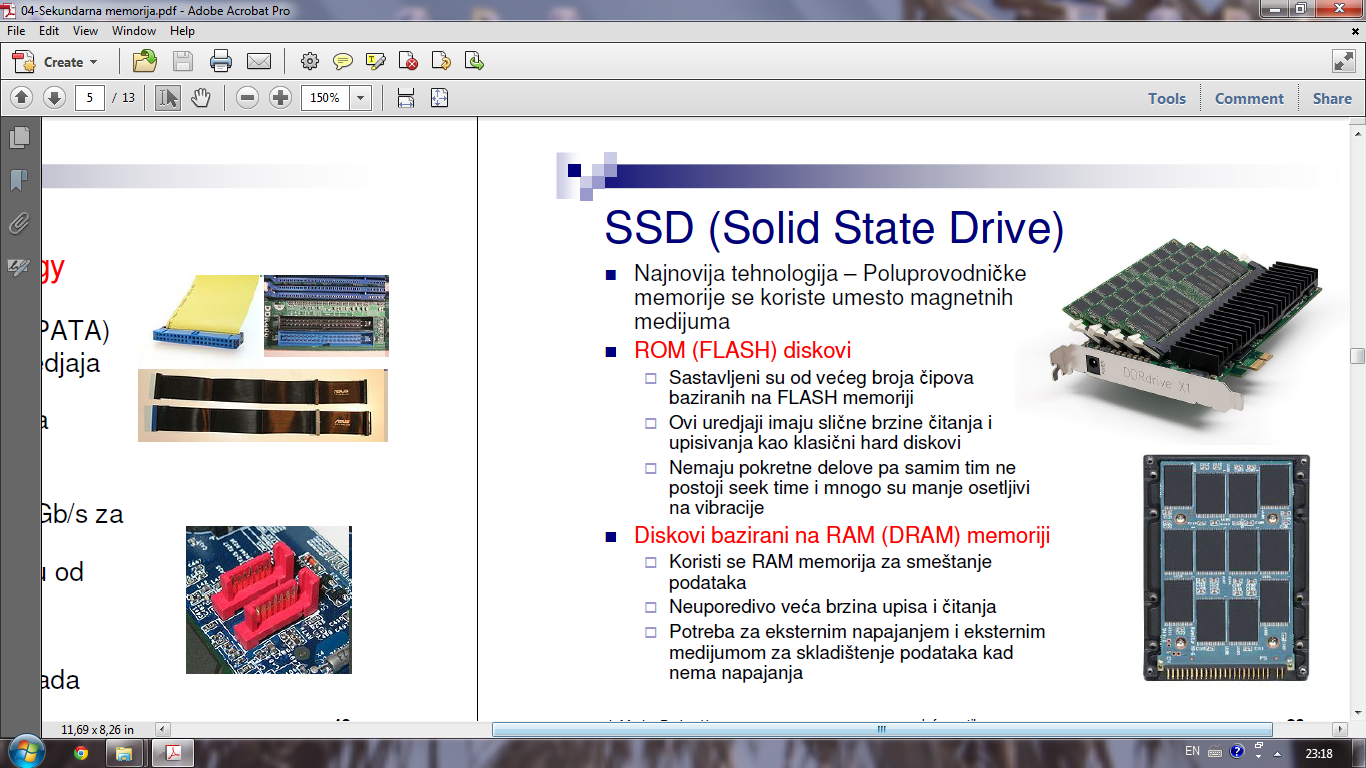 04-Sekundarna memorija.pdf - Adobe Acrobat Pro
File Edit View Window Help
Create
5 / 13
150%
Tools Comment Share
gy
PATA)
edjaja
a
Gb/s za
u od
ada
SSD (Solid State Drive)
Najnovija tehnologija – Poluprovodničke
memorije se koriste umesto magnetnih
medijuma
ROM (FLASH) diskovi
Sastavljeni su od većeg broja čipova
baziranih na FLASH memoriji
Ovi uredjaji imaju slične brzine čitanja i
upisivanja kao klasični hard diskovi
Nemaju pokretne delove pa samim tim ne
postoji seek time i mnogo su manje osetljivi
na vibracije
Diskovi bazirani na RAM (DRAM) memoriji
Koristi se RAM memorija za smeštanje
podataka
Neuporedivo veća brzina upisa i čitanja
Potreba za eksternim napajanjem i eksternim
medijumom za skladištenje podataka kad
nema napajanja
DDRdrive X1
11,69 x 8,26 in
EN
23:18